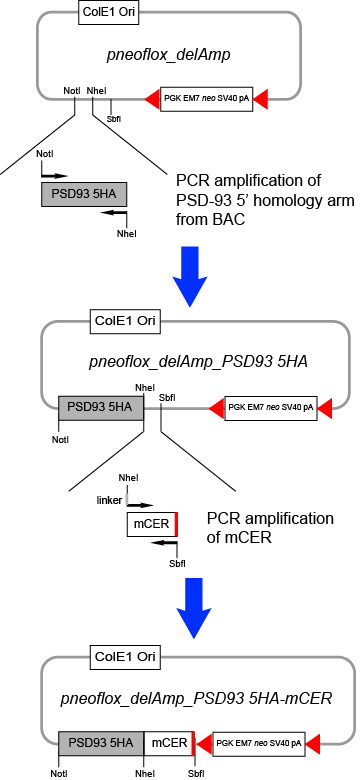 ColE1 Ori
pneoflox_delAmp
NotI NheI
SbfI
PGK EM7 neo SV40 pA
NotI
PSD93 5HA
NheI
PCR amplification of
PSD-93 5' homology arm
from BAC
ColE1 Ori
pneoflox_delAmp_PSD93 5HA
NheI
SbfI
PSD93 5HA
PGK EM7 neo SV40 pA
NotI
NheI
linker
mCER
SbfI
PCR amplification
of mCER
ColE1 Ori
pneoflox_delAmp_PSD93 5HA-mCER
PSD93 5HA mCER PGK EM7 neo SV40 pA
NotI NheI SbfI